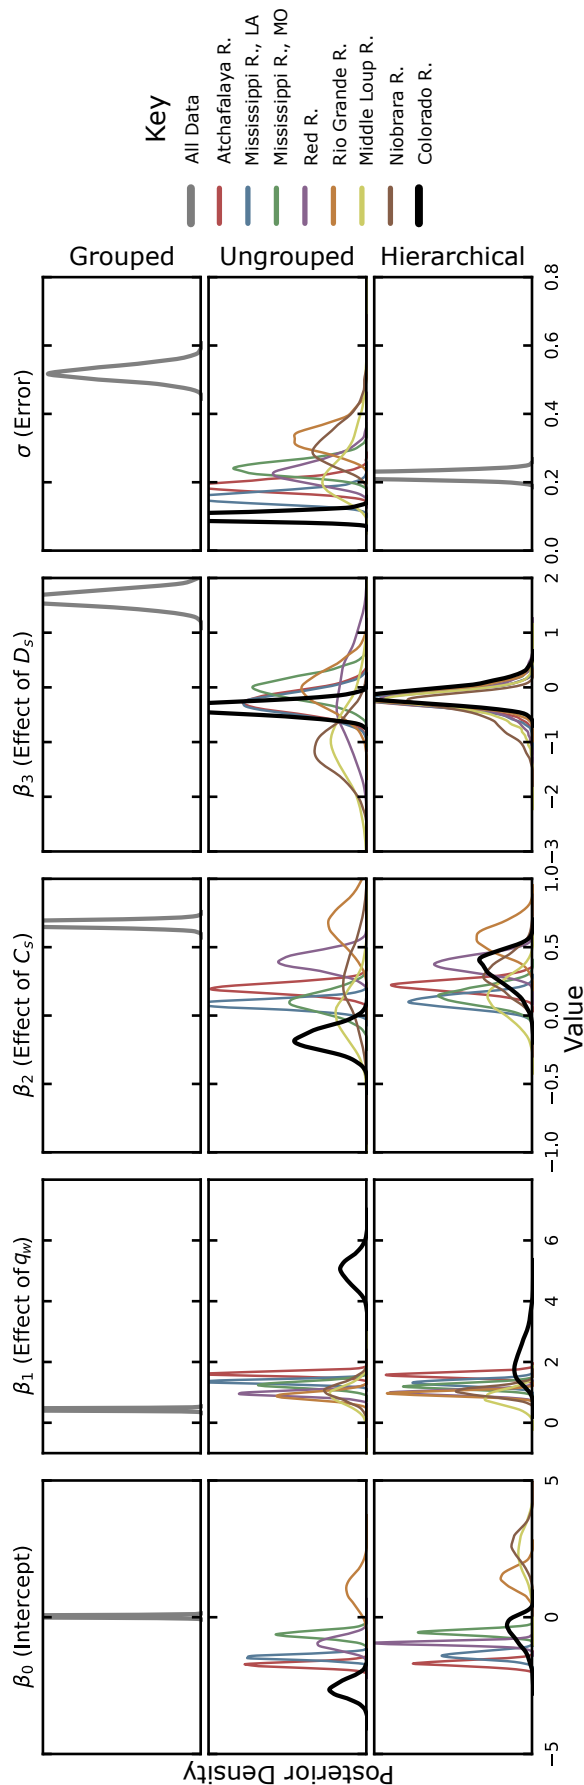 β0 (Intercept)
β1 (Effect of qw)
β2 (Effect of Cs)
β3 (Effect of Ds)
σ (Error)
Grouped
Ungrouped
Hierarchical
Posterior Density
−5
0
5
0
2
4
6
−1.0
−0.5
0.0
0.5
1.0
−3
−2
−1
0
1
2
0.0
0.2
0.4
0.6
0.8
Value
Key
All Data
Atchafalaya R.
Mississippi R., LA
Mississippi R., MO
Red R.
Rio Grande R.
Middle Loup R.
Niobrara R.
Colorado R.